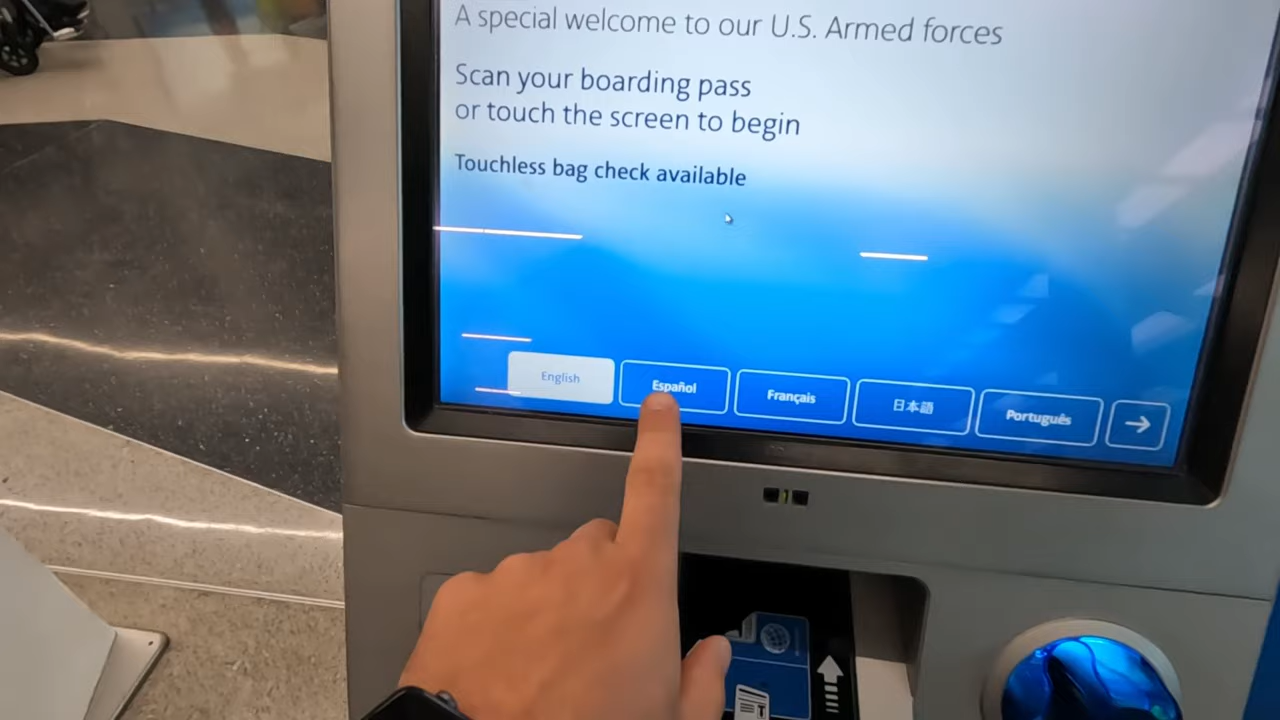 A special welcome to our U.S. Armed forces
Scan your boarding pass
or touch the screen to begin
Touchless bag check available
English
Español
Français
日本語
Português